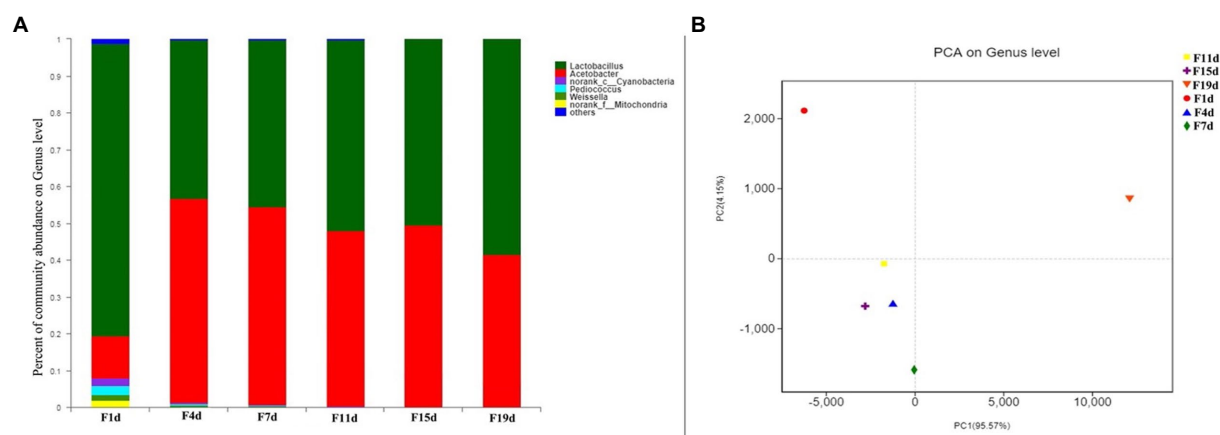 A
Percent of community abundance on Genus level
1
0.9
0.8
0.7
0.6
0.5
0.4
0.3
0.2
0.1
0
F1d
F4d
F7d
F11d
F15d
F19d
Lactobacillus
Acetobacter
norank_c__Cyanobacteria
Pediococcus
Weissella
norank_f__Mitochondria
others
B
PCA on Genus level
PC2(4.15%)
2,000
1,000
0
-1,000
-5,000
0
5,000
10,000
PC1(95.57%)
F11d
F15d
F19d
F1d
F4d
F7d